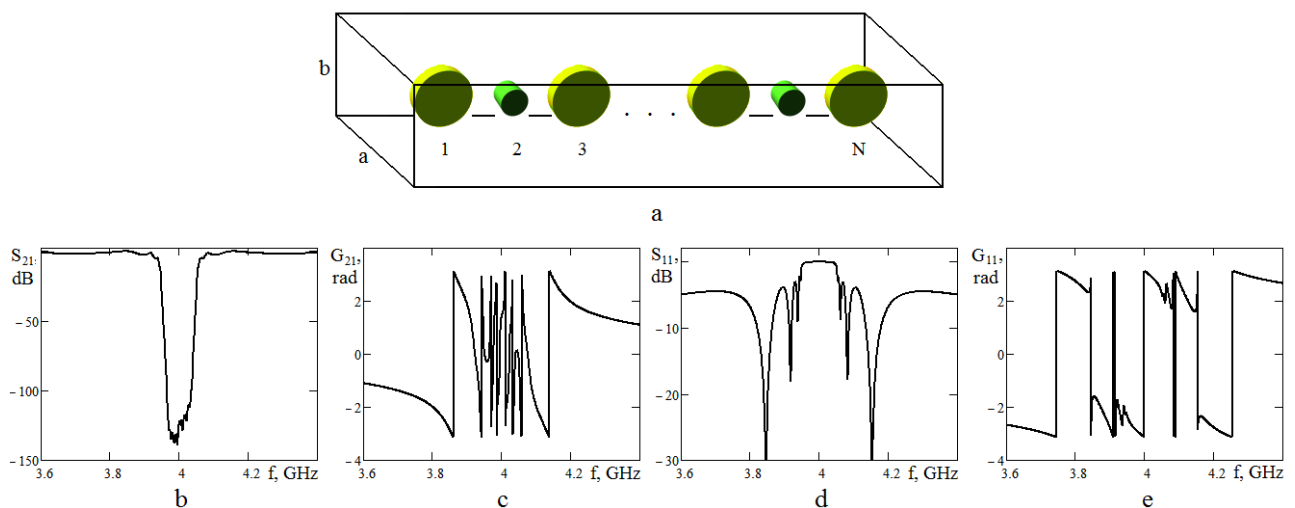 b
a
1 2 3 . . . N
a
S21, dB
−50
−100
−150
3.6 3.8 4 4.2 f, GHz
b
G21, rad
2
0
−2
−4
3.6 3.8 4 4.2 f, GHz
c
S11, dB
−10
−20
−30
3.6 3.8 4 4.2 f, GHz
d
G11, rad
2
0
−2
−4
3.6 3.8 4 4.2 f, GHz
e